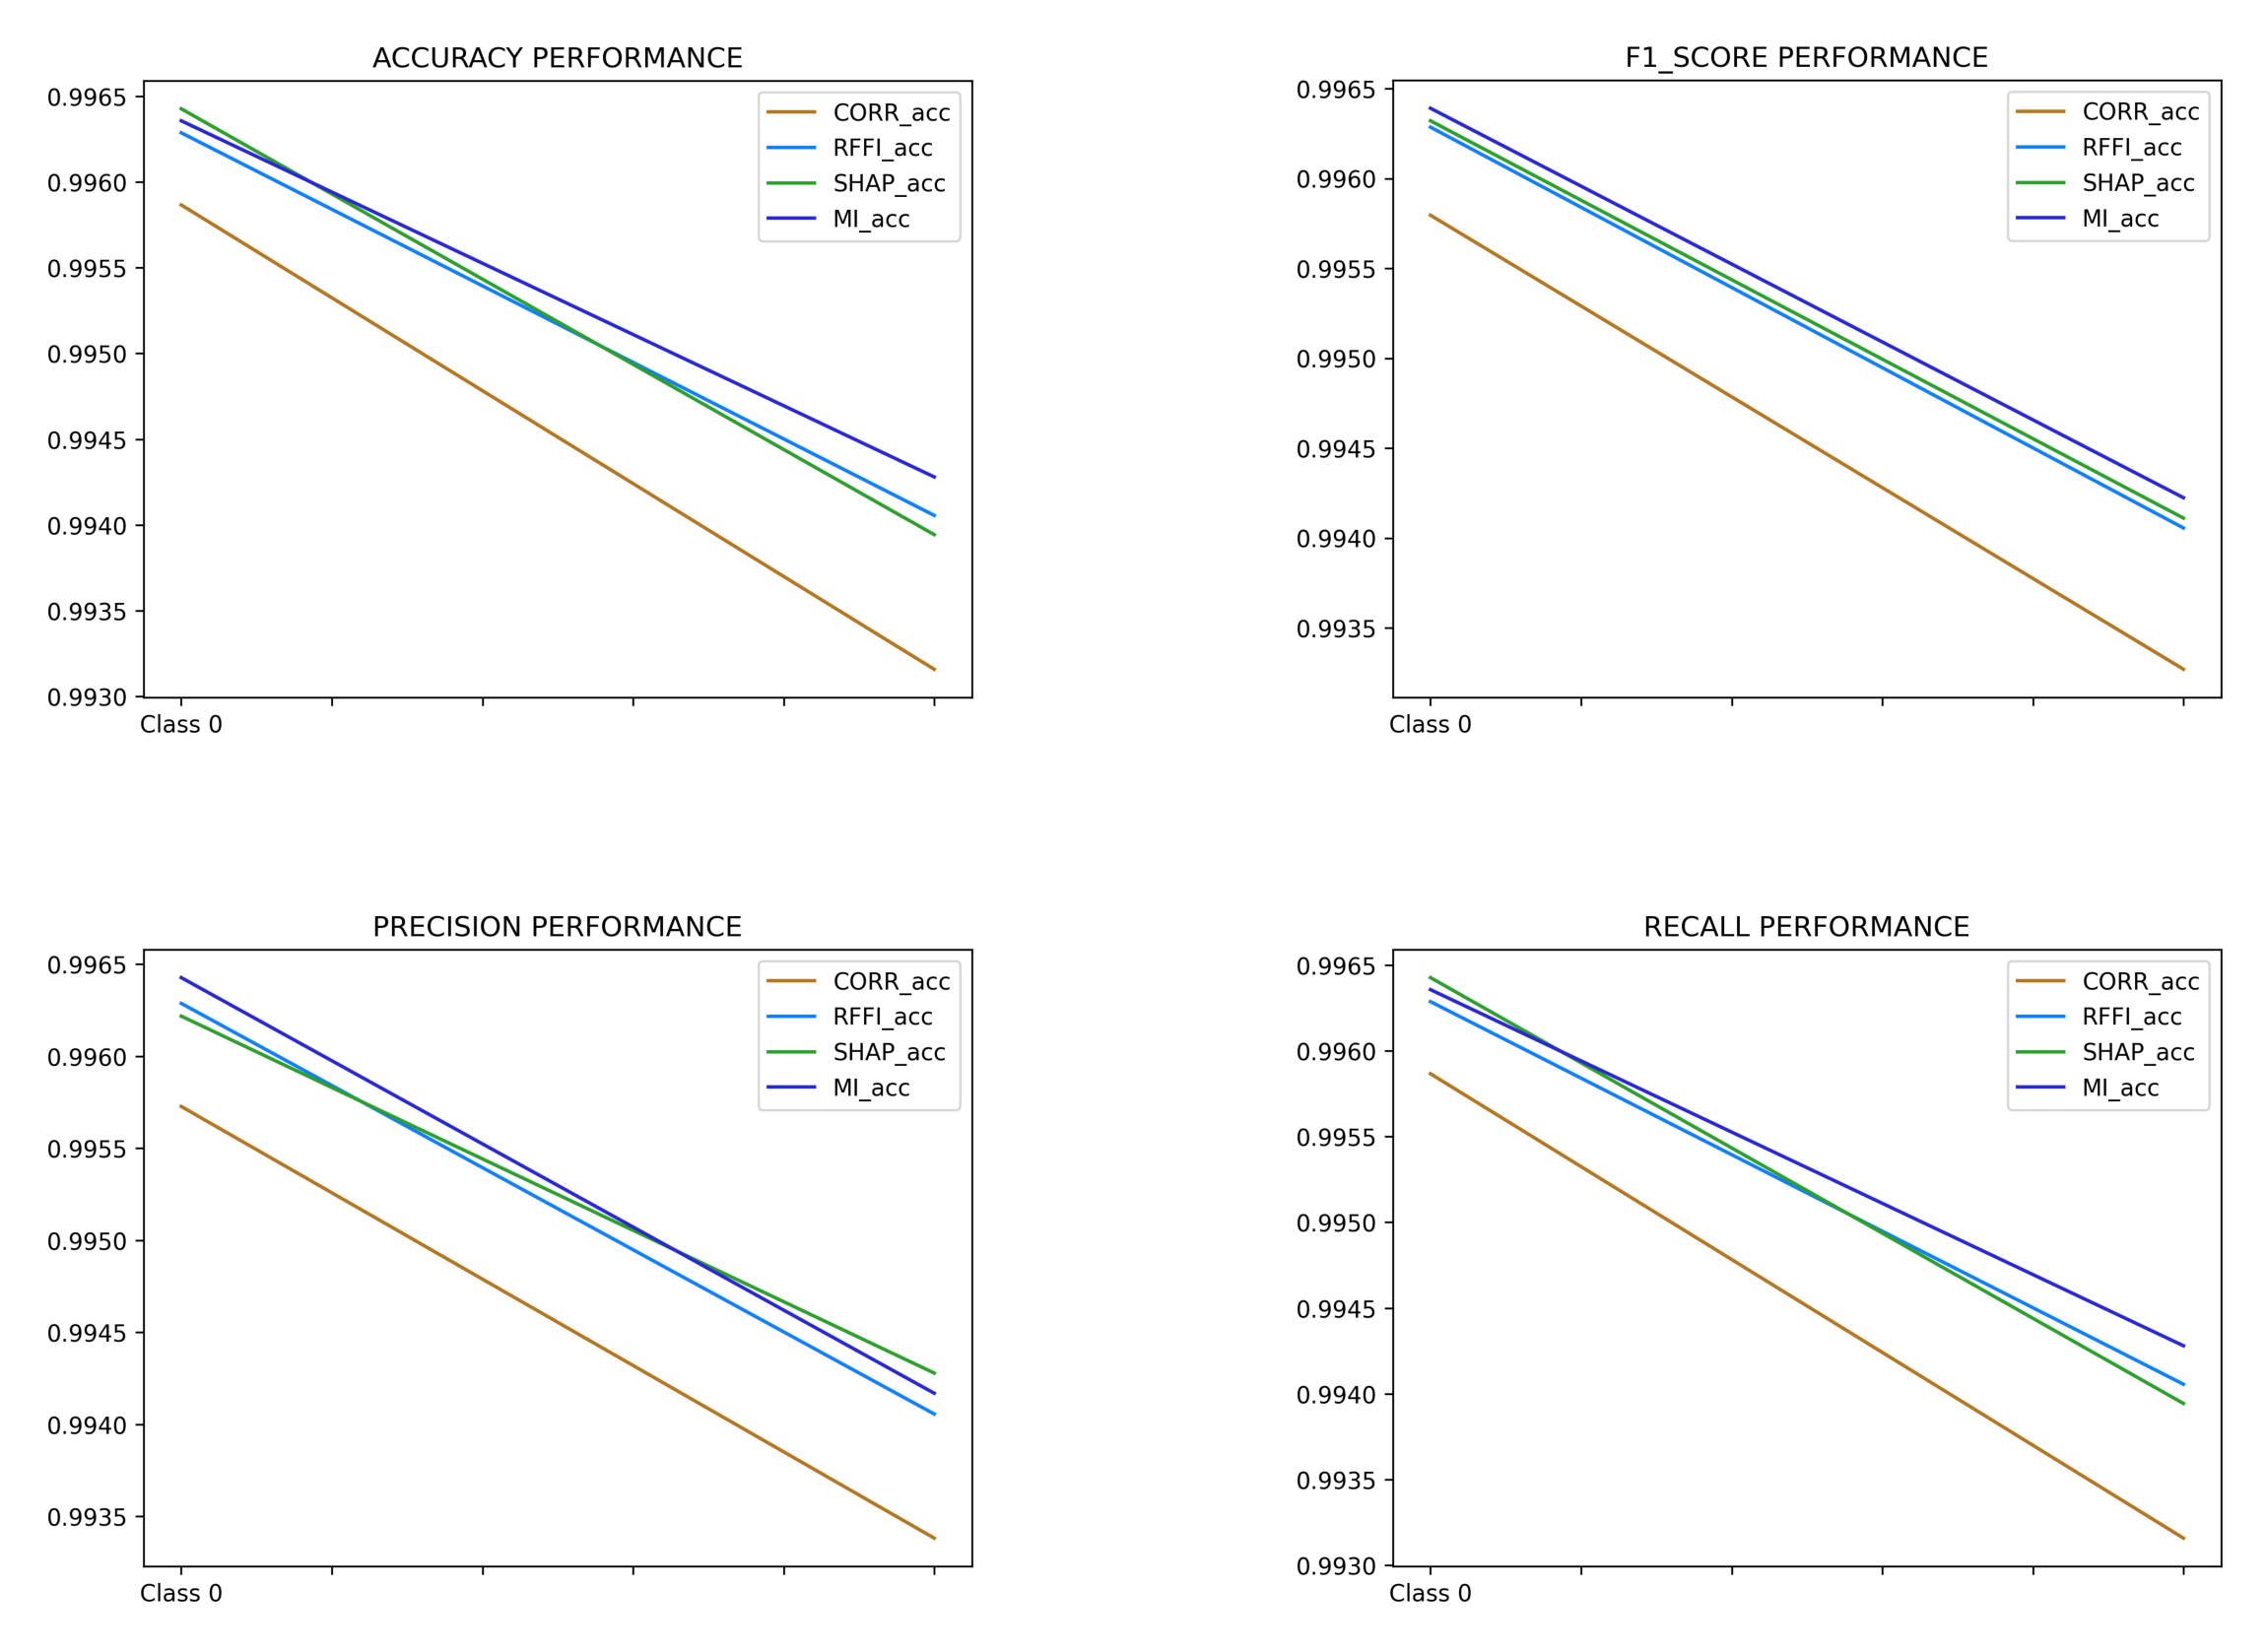 ACCURACY PERFORMANCE
0.9965
0.9960
0.9955
0.9950
0.9945
0.9940
0.9935
0.9930
Class 0
CORR_acc
RFFI_acc
SHAP_acc
MI_acc
F1_SCORE PERFORMANCE
0.9965
0.9960
0.9955
0.9950
0.9945
0.9940
0.9935
Class 0
CORR_acc
RFFI_acc
SHAP_acc
MI_acc
PRECISION PERFORMANCE
0.9965
0.9960
0.9955
0.9950
0.9945
0.9940
0.9935
Class 0
CORR_acc
RFFI_acc
SHAP_acc
MI_acc
RECALL PERFORMANCE
0.9965
0.9960
0.9955
0.9950
0.9945
0.9940
0.9935
0.9930
Class 0
CORR_acc
RFFI_acc
SHAP_acc
MI_acc